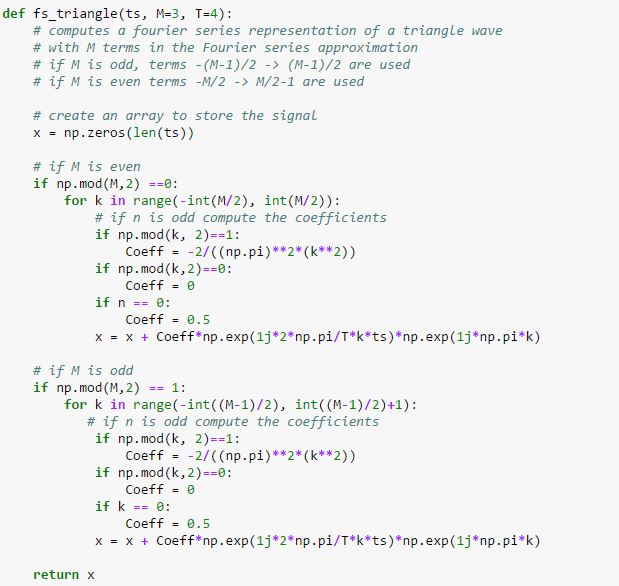 def fs_triangle(ts, M=3, T=4):
    # computes a fourier series representation of a triangle wave
    # with M terms in the Fourier series approximation
    # if M is odd, terms -(M-1)/2 -> (M-1)/2 are used
    # if M is even terms -M/2 -> M/2-1 are used

    # create an array to store the signal
    x = np.zeros(len(ts))

    # if M is even
    if np.mod(M,2) ==0:
        for k in range(-int(M/2), int(M/2)):
            # if n is odd compute the coefficients
            if np.mod(k, 2)==1:
                Coeff = -2/((np.pi)**2*(k**2))
            if np.mod(k,2)==0:
                Coeff = 0
            if n == 0:
                Coeff = 0.5
            x = x + Coeff*np.exp(1j*2*np.pi/T*k*ts)*np.exp(1j*np.pi*k)

    # if M is odd
    if np.mod(M,2) == 1:
        for k in range(-int((M-1)/2), int((M-1)/2)+1):
           # if n is odd compute the coefficients
            if np.mod(k, 2)==1:
                Coeff = -2/((np.pi)**2*(k**2))
            if np.mod(k,2)==0:
                Coeff = 0
            if k == 0:
                Coeff = 0.5
            x = x + Coeff*np.exp(1j*2*np.pi/T*k*ts)*np.exp(1j*np.pi*k)

    return x